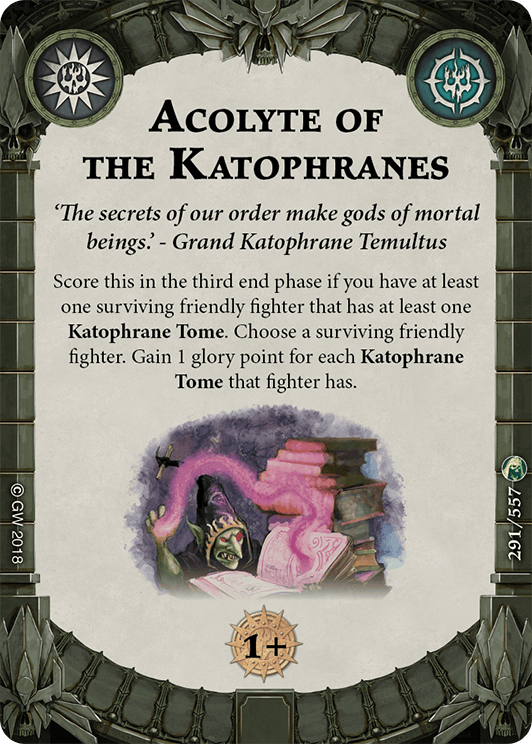 Acolyte of
the Katophranes
‘The secrets of our order make gods of mortal
beings.’ - Grand Katophrane Temultus
Score this in the third end phase if you have at least
one surviving friendly fighter that has at least one
Katophrane Tome. Choose a surviving friendly
fighter. Gain 1 glory point for each Katophrane
Tome that fighter has.
© GW 2018
291/557
1+